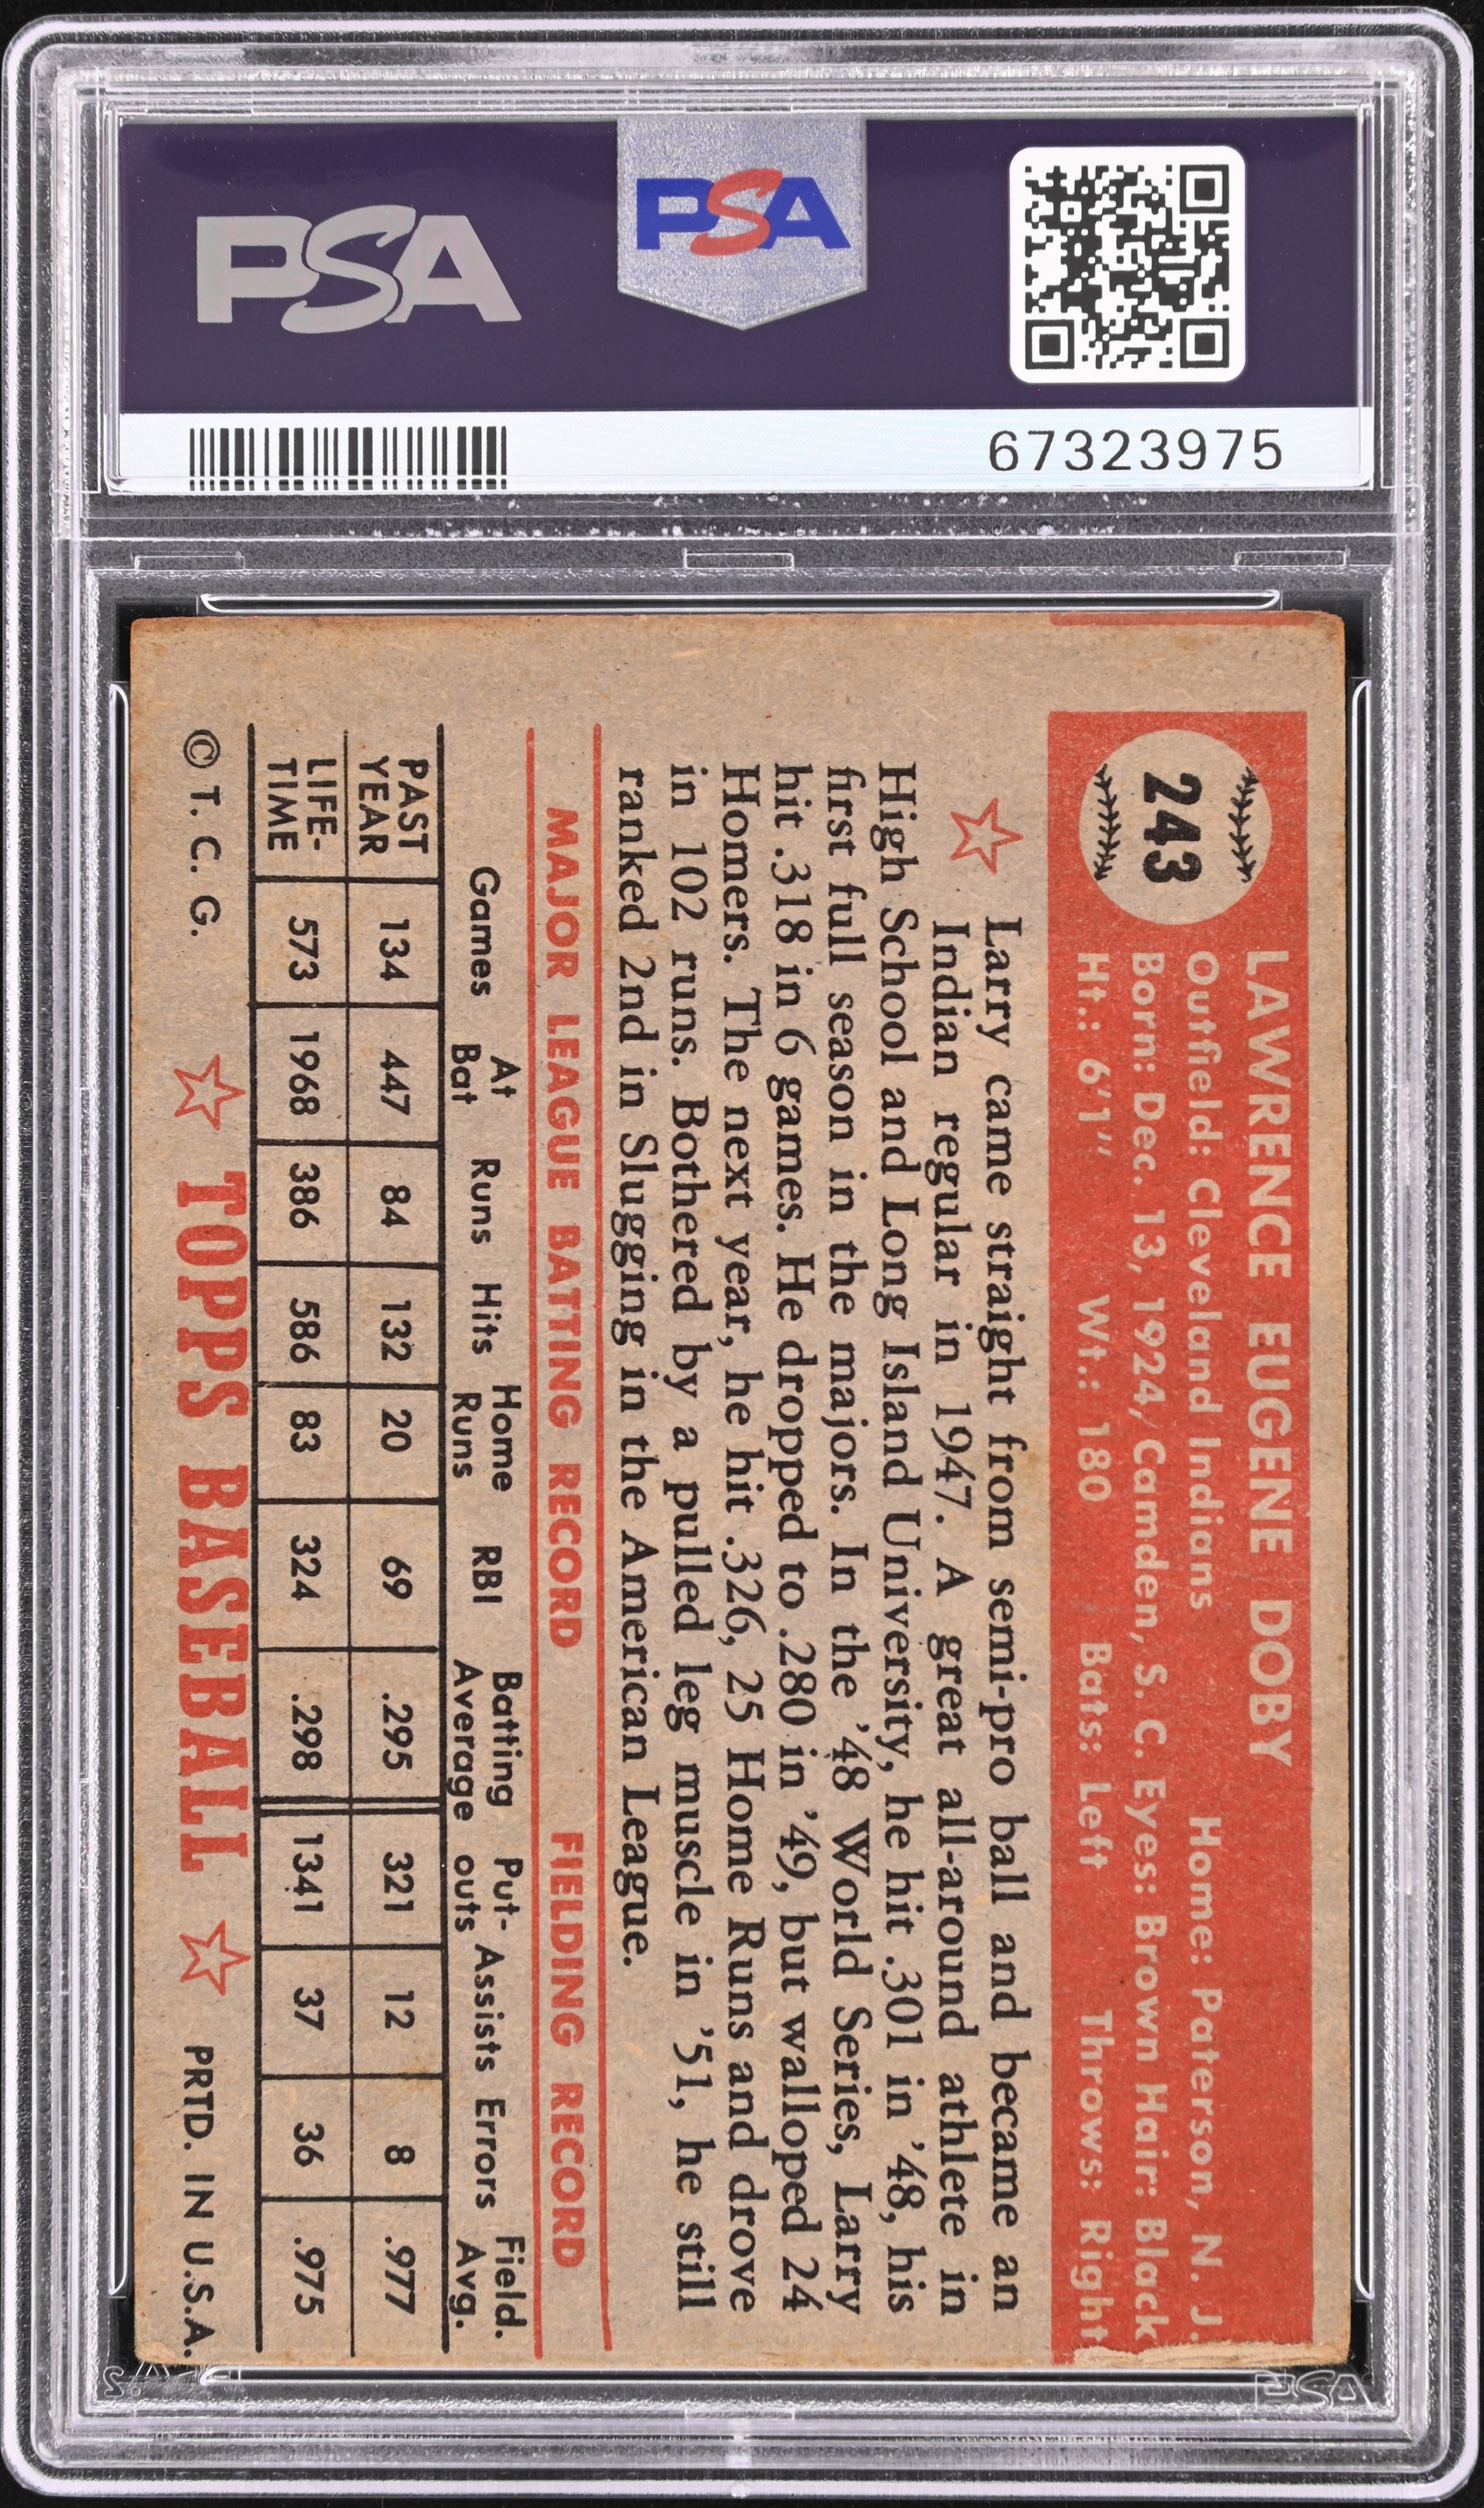 PSA
PSA
67323975
243
LAWRENCE EUGENE DOBY
Outfield: Cleveland Indians Home: Paterson, N. J.
Born: Dec. 13, 1924/Camden, S. C. Eyes: Brown Hair: Black
Ht.: 6'1" Wt.: 180 Bats: Left Throws: Right
Larry came straight from semi-pro ball and became an
Indian regular in 1947. A great all-around athlete in
High School and Long Island University, he hit .301 in '48, his
first full season in the majors. In the '48 World Series, Larry
hit .318 in 6 games. He dropped to .280 in '49, but walloped 24
Homers. The next year, he hit .326, 25 Home Runs and drove
in 102 runs. Bothered by a pulled leg muscle in '51, he still
ranked 2nd in Slugging in the American League.
MAJOR LEAGUE BATTING RECORD FIELDING RECORD
Games At Bat Runs Hits Home Runs RBI Batting Average Put-outs Assists Errors Field. Avg.
PAST YEAR 134 447 84 132 20 69 .295 321 12 8 .977
LIFE-TIME 573 1968 386 586 83 324 .298 1341 37 36 .975
© T. C. G. TOPPS BASEBALL PRTD. IN U.S.A.
PSA